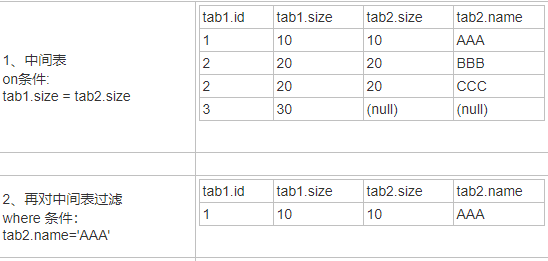 1、中间表
on条件:
tab1.size = tab2.size
tab1.id tab1.size tab2.size tab2.name
1 10 10 AAA
2 20 20 BBB
2 20 20 CCC
3 30 (null) (null)
2、再对中间表过滤
where 条件：
tab2.name='AAA'
tab1.id tab1.size tab2.size tab2.name
1 10 10 AAA